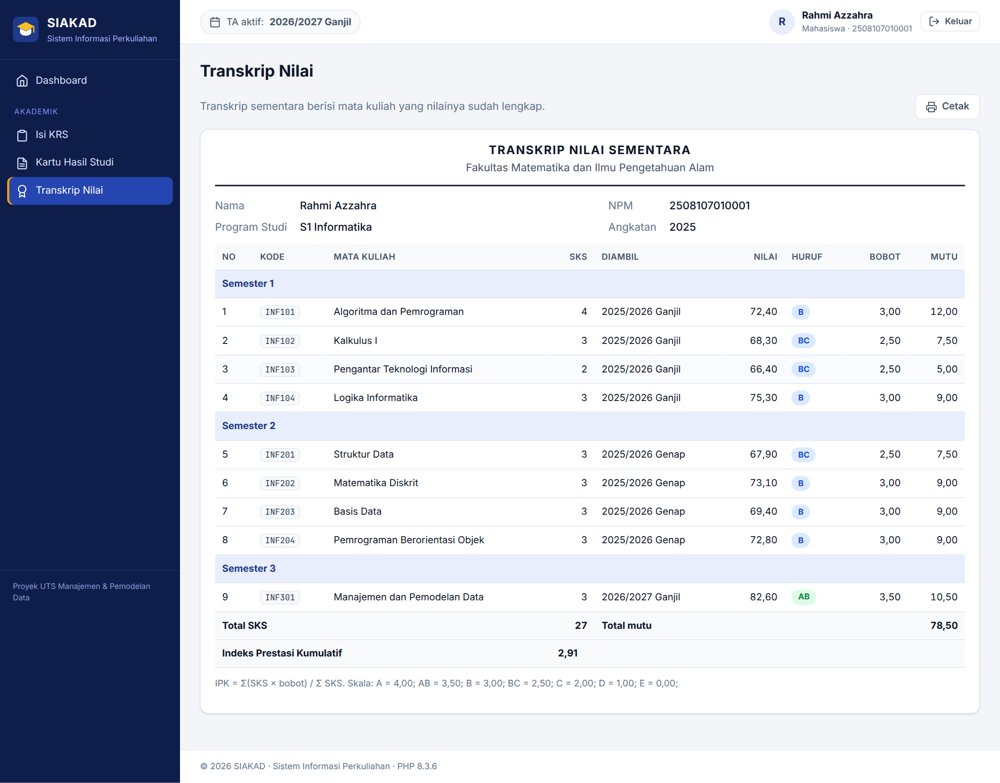 SIAKAD
Sistem Informasi Perkuliahan
Dashboard
AKADEMIK
Isi KRS
Kartu Hasil Studi
Transkrip Nilai
Proyek UTS Manajemen & Pemodelan
Data
TA aktif: 2026/2027 Ganjil
R
Rahmi Azzahra
Mahasiswa · 2508107010001
Keluar
Transkrip Nilai
Transkrip sementara berisi mata kuliah yang nilainya sudah lengkap.
Cetak
TRANSKRIP NILAI SEMENTARA
Fakultas Matematika dan Ilmu Pengetahuan Alam
Nama Rahmi Azzahra NPM 2508107010001
Program Studi S1 Informatika Angkatan 2025
NO KODE MATA KULIAH SKS DIAMBIL NILAI HURUF BOBOT MUTU
Semester 1
1 INF101 Algoritma dan Pemrograman 4 2025/2026 Ganjil 72,40 B 3,00 12,00
2 INF102 Kalkulus I 3 2025/2026 Ganjil 68,30 BC 2,50 7,50
3 INF103 Pengantar Teknologi Informasi 2 2025/2026 Ganjil 66,40 BC 2,50 5,00
4 INF104 Logika Informatika 3 2025/2026 Ganjil 75,30 B 3,00 9,00
Semester 2
5 INF201 Struktur Data 3 2025/2026 Genap 67,90 BC 2,50 7,50
6 INF202 Matematika Diskrit 3 2025/2026 Genap 73,10 B 3,00 9,00
7 INF203 Basis Data 3 2025/2026 Genap 69,40 B 3,00 9,00
8 INF204 Pemrograman Berorientasi Objek 3 2025/2026 Genap 72,80 B 3,00 9,00
Semester 3
9 INF301 Manajemen dan Pemodelan Data 3 2026/2027 Ganjil 82,60 AB 3,50 10,50
Total SKS 27 Total mutu 78,50
Indeks Prestasi Kumulatif 2,91
IPK = Σ(SKS × bobot) / Σ SKS. Skala: A = 4,00; AB = 3,50; B = 3,00; BC = 2,50; C = 2,00; D = 1,00; E = 0,00;
© 2026 SIAKAD · Sistem Informasi Perkuliahan · PHP 8.3.6